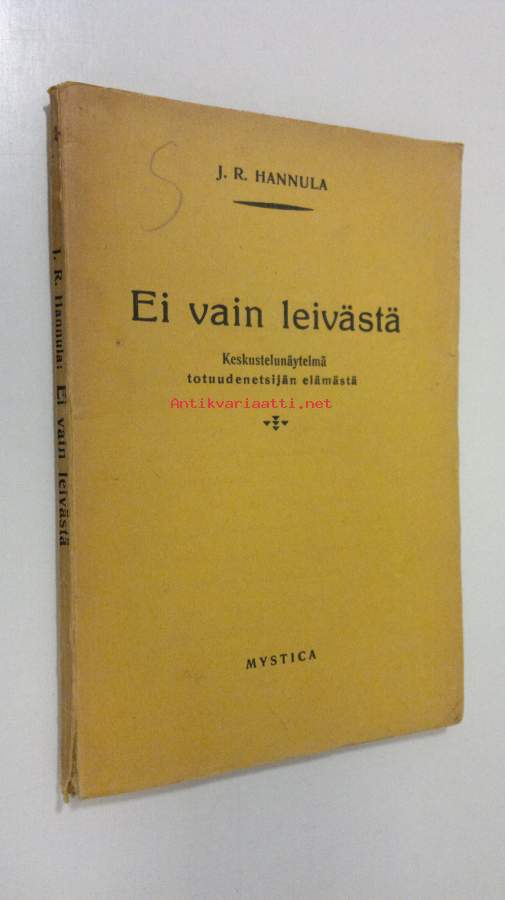 J. R. HANNULA
Ei vain leivästä
Keskustelunäytelmä
totuudenetsijän elämästä
Antikvariaatti.net
MYSTICA
J. R. Hannula: Ei vain leivästä